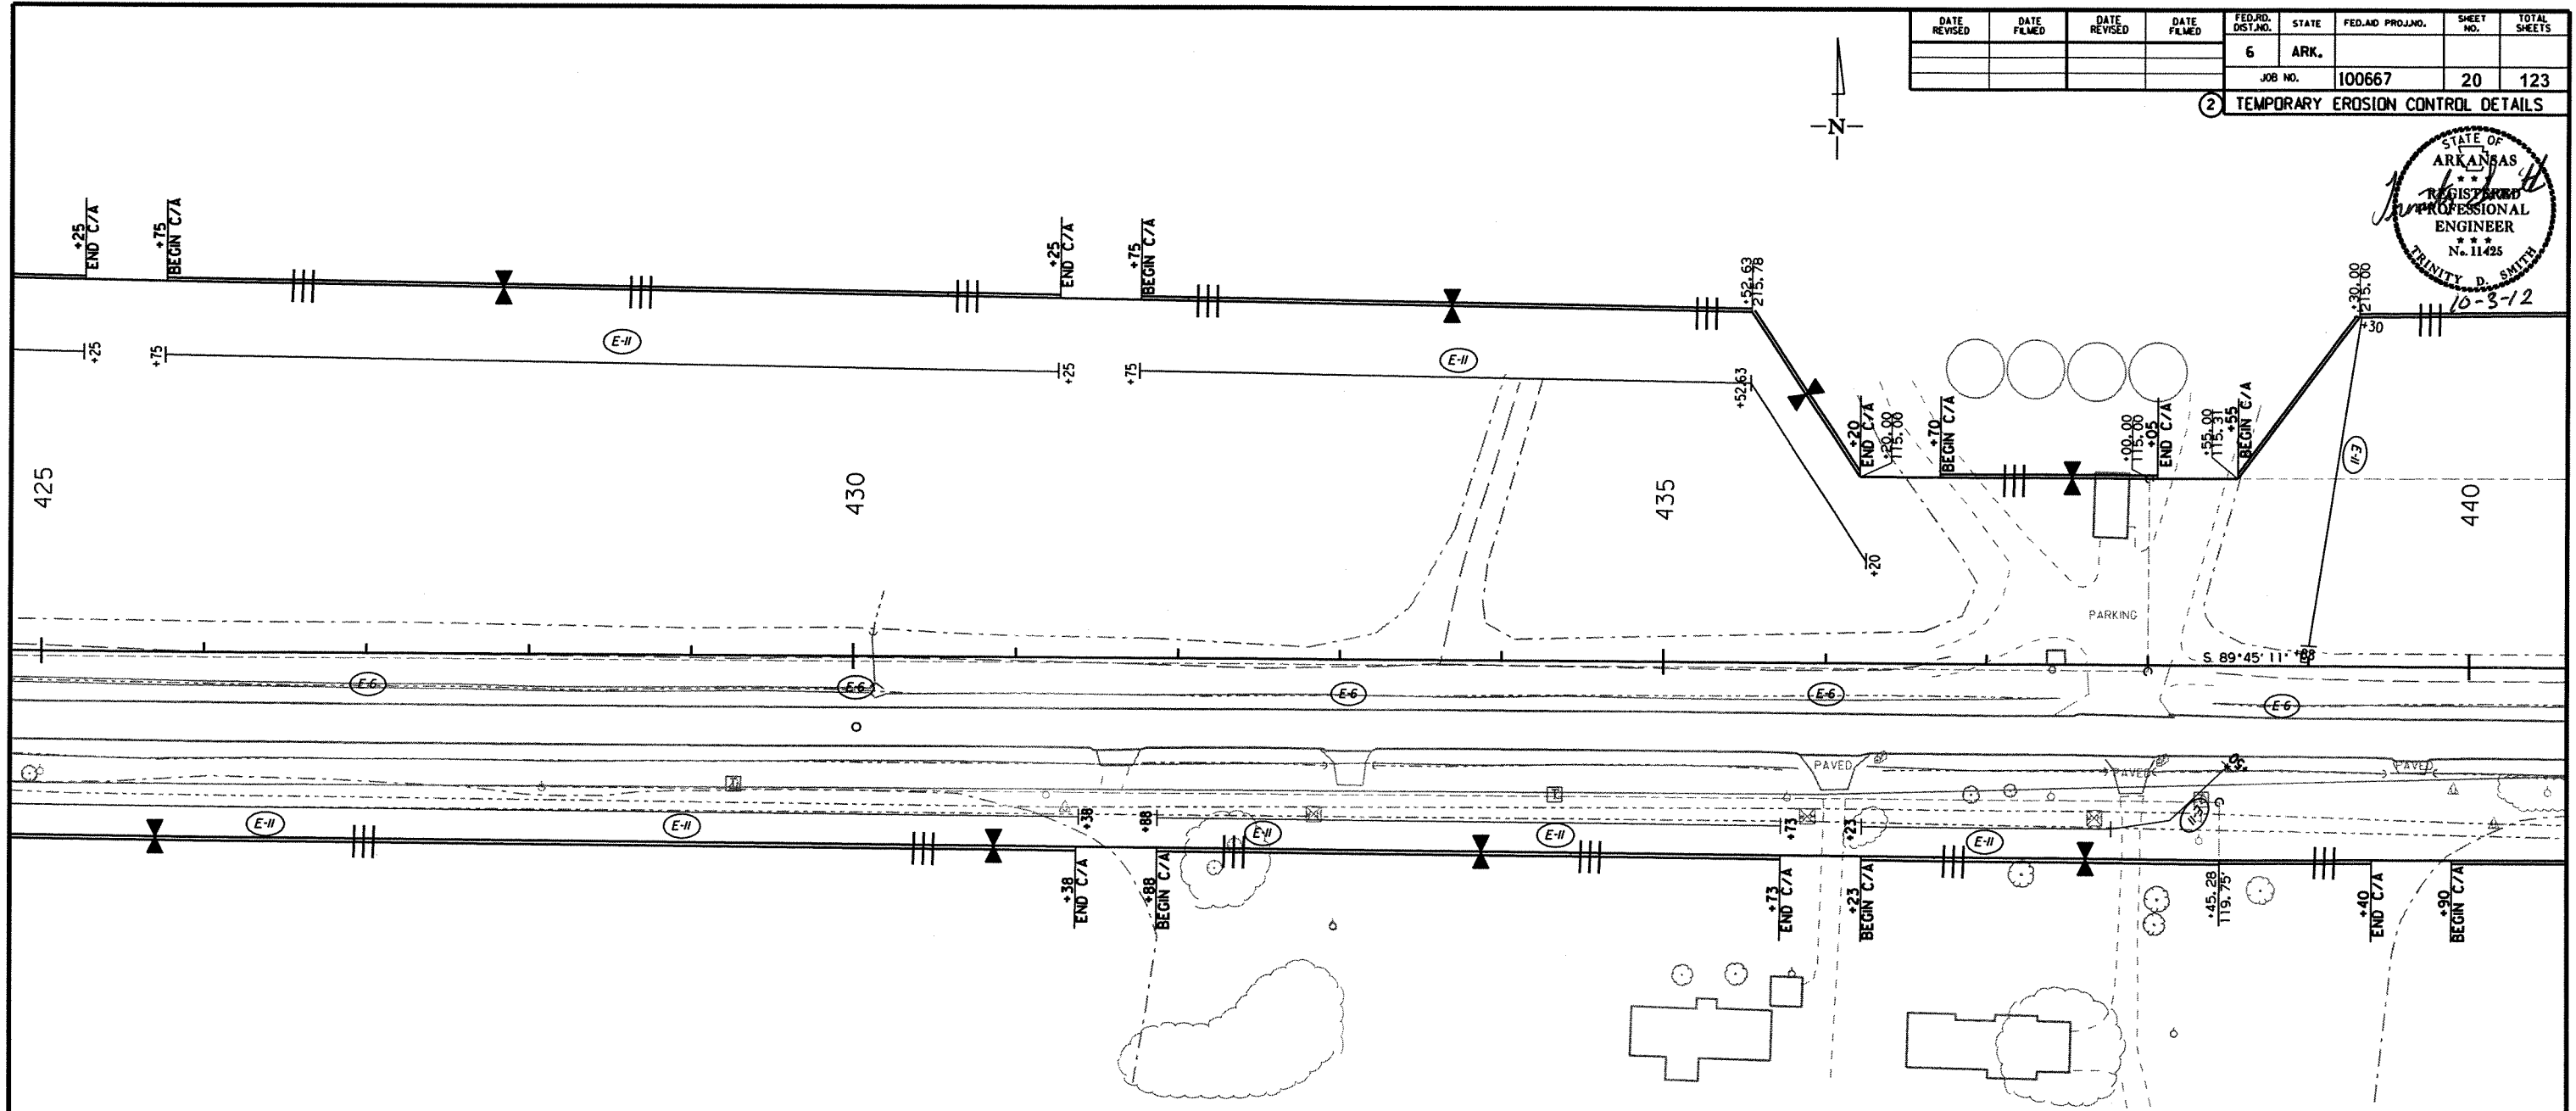 DATE REVISED
DATE FILMED
DATE REVISED
DATE FILMED
FED.RD. DIST.NO.
STATE
FED.AID PROJ.NO.
SHEET NO.
TOTAL SHEETS
6
ARK.
JOB NO.
100667
20
123
2 TEMPORARY EROSION CONTROL DETAILS
N
STATE OF
ARKANSAS
REGISTERED
PROFESSIONAL
ENGINEER
No. 11425
TRINITY D. SMITH
10-3-12
+25
END C/A
+75
BEGIN C/A
+25
END C/A
+75
BEGIN C/A
+52.63
215.78
+30.00
215.00
+30
E-11
E-11
+25
+75
+25
+75
+52.63
+20
END C/A
+20.00
115.00
+70
BEGIN C/A
+00.00
115.00
+05
END C/A
+55.00
115.31
+55
BEGIN C/A
11-3
425
430
435
440
+20
PARKING
S. 89°45'11"
+88
E-6
E-6
E-6
E-6
E-6
PAVED
PAVED
PAVED
+50
T
T
E-11
E-11
+38
+88
E-11
E-11
+73
+23
E-11
11-3
+38
END C/A
+88
BEGIN C/A
+73
END C/A
+23
BEGIN C/A
+45.28
119.75'
+40
END C/A
+90
BEGIN C/A